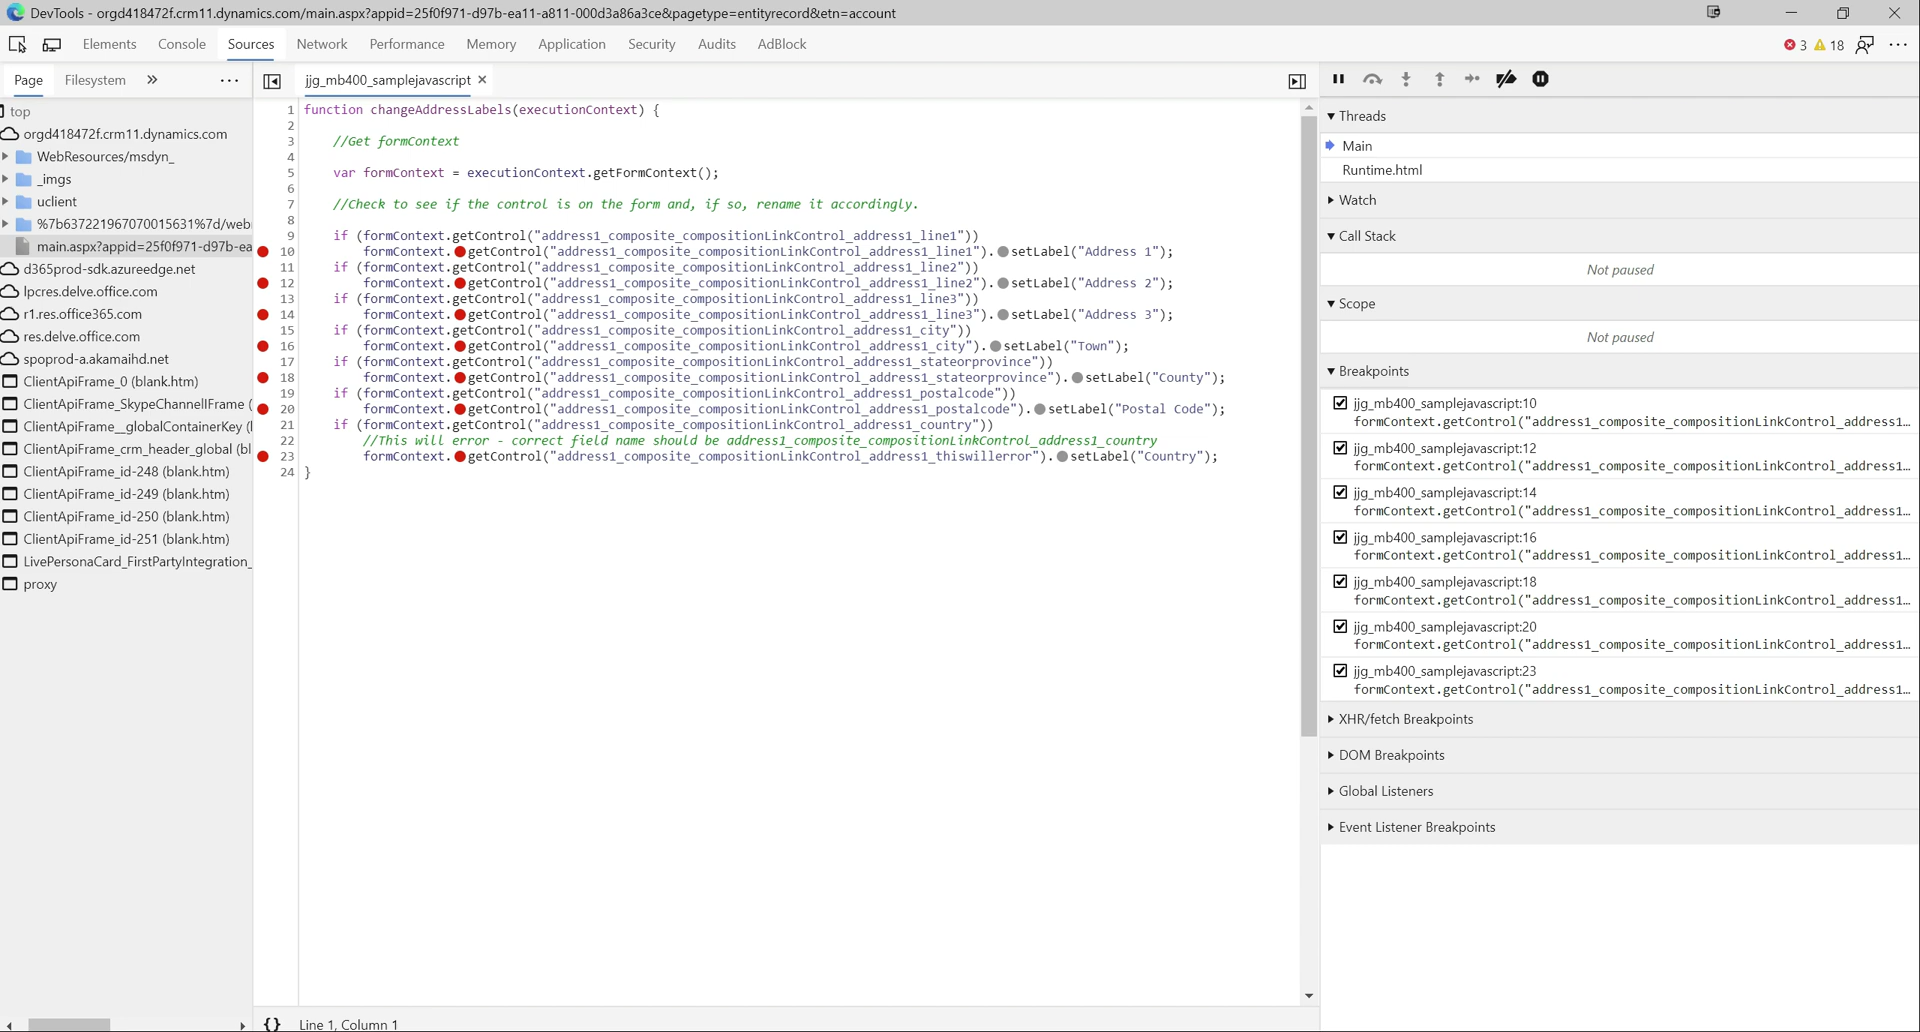 DevTools - orgd418472f.crm11.dynamics.com/main.aspx?appid=25f0f971-d97b-ea11-a811-000d3a86a3ce&pagetype=entityrecord&etn=account
Elements Console Sources Network Performance Memory Application Security Audits AdBlock 3 18
Page Filesystem » jjg_mb400_samplejavascript
top
orgd418472f.crm11.dynamics.com
WebResources/msdyn_
_imgs
uclient
%7b637221967070015631%7d/web
main.aspx?appid=25f0f971-d97b-ea
d365prod-sdk.azureedge.net
lpcres.delve.office.com
r1.res.office365.com
res.delve.office.com
spoprod-a.akamaihd.net
ClientApiFrame_0 (blank.htm)
ClientApiFrame_SkypeChannelIFrame (
ClientApiFrame__globalContainerKey (l
ClientApiFrame_crm_header_global (bl
ClientApiFrame_id-248 (blank.htm)
ClientApiFrame_id-249 (blank.htm)
ClientApiFrame_id-250 (blank.htm)
ClientApiFrame_id-251 (blank.htm)
LivePersonaCard_FirstPartyIntegration_
proxy
1 function changeAddressLabels(executionContext) {
2
3 //Get formContext
4
5 var formContext = executionContext.getFormContext();
6
7 //Check to see if the control is on the form and, if so, rename it accordingly.
8
9 if (formContext.getControl("address1_composite_compositionLinkControl_address1_line1"))
10 formContext.getControl("address1_composite_compositionLinkControl_address1_line1").setLabel("Address 1");
11 if (formContext.getControl("address1_composite_compositionLinkControl_address1_line2"))
12 formContext.getControl("address1_composite_compositionLinkControl_address1_line2").setLabel("Address 2");
13 if (formContext.getControl("address1_composite_compositionLinkControl_address1_line3"))
14 formContext.getControl("address1_composite_compositionLinkControl_address1_line3").setLabel("Address 3");
15 if (formContext.getControl("address1_composite_compositionLinkControl_address1_city"))
16 formContext.getControl("address1_composite_compositionLinkControl_address1_city").setLabel("Town");
17 if (formContext.getControl("address1_composite_compositionLinkControl_address1_stateorprovince"))
18 formContext.getControl("address1_composite_compositionLinkControl_address1_stateorprovince").setLabel("County");
19 if (formContext.getControl("address1_composite_compositionLinkControl_address1_postalcode"))
20 formContext.getControl("address1_composite_compositionLinkControl_address1_postalcode").setLabel("Postal Code");
21 if (formContext.getControl("address1_composite_compositionLinkControl_address1_country"))
22 //This will error - correct field name should be address1_composite_compositionLinkControl_address1_country
23 formContext.getControl("address1_composite_compositionLinkControl_address1_thiswillerror").setLabel("Country");
24 }
{} Line 1, Column 1
Threads
Main
Runtime.html
Watch
Call Stack
Not paused
Scope
Not paused
Breakpoints
jjg_mb400_samplejavascript:10
formContext.getControl("address1_composite_compositionLinkControl_address1…
jjg_mb400_samplejavascript:12
formContext.getControl("address1_composite_compositionLinkControl_address1…
jjg_mb400_samplejavascript:14
formContext.getControl("address1_composite_compositionLinkControl_address1…
jjg_mb400_samplejavascript:16
formContext.getControl("address1_composite_compositionLinkControl_address1…
jjg_mb400_samplejavascript:18
formContext.getControl("address1_composite_compositionLinkControl_address1…
jjg_mb400_samplejavascript:20
formContext.getControl("address1_composite_compositionLinkControl_address1…
jjg_mb400_samplejavascript:23
formContext.getControl("address1_composite_compositionLinkControl_address1…
XHR/fetch Breakpoints
DOM Breakpoints
Global Listeners
Event Listener Breakpoints